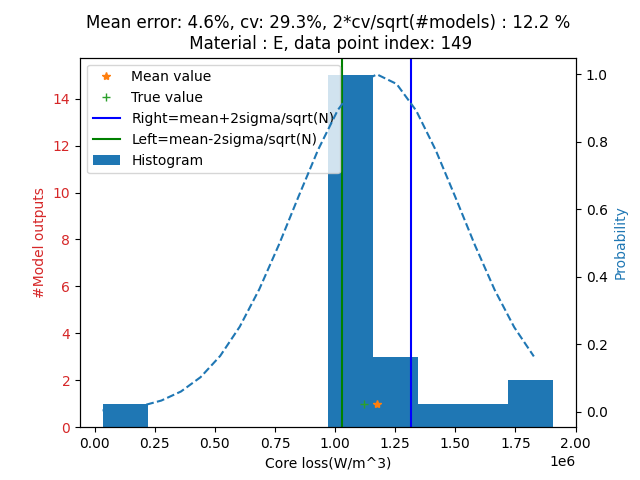 Mean error: 4.6%, cv: 29.3%, 2*cv/sqrt(#models) : 12.2 %
Material : E, data point index: 149
Mean value
True value
Right=mean+2sigma/sqrt(N)
Left=mean-2sigma/sqrt(N)
Histogram
14
12
10
8
6
4
2
0
#Model outputs
1.0
0.8
0.6
0.4
0.2
0.0
Probability
0.00 0.25 0.50 0.75 1.00 1.25 1.50 1.75 2.00
1e6
Core loss(W/m^3)